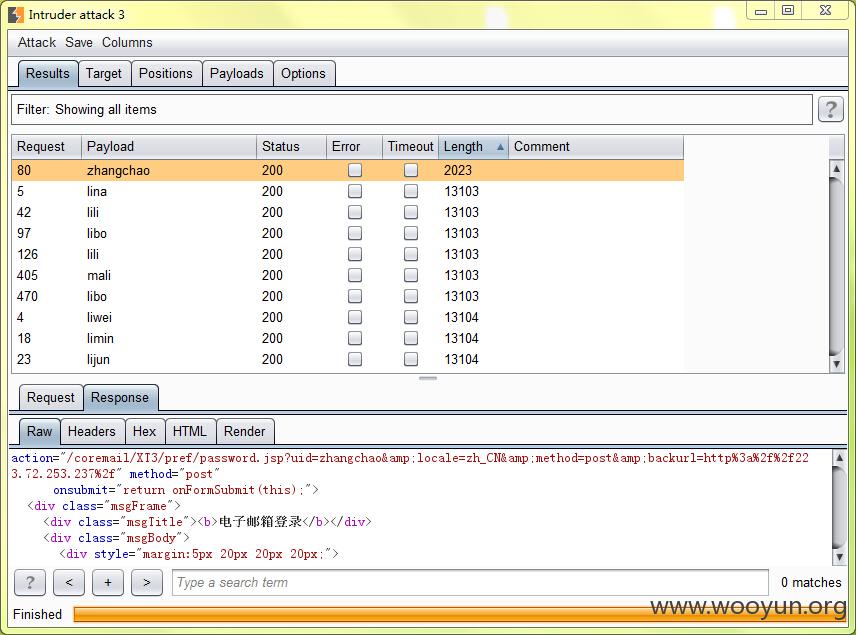 Intruder attack 3
Attack Save Columns
Results Target Positions Payloads Options
Filter: Showing all items ?
Request Payload Status Error Timeout Length Comment
80 zhangchao 200 2023
5 lina 200 13103
42 lili 200 13103
97 libo 200 13103
126 lili 200 13103
405 mali 200 13103
470 libo 200 13103
4 liwei 200 13104
18 limin 200 13104
23 lijun 200 13104
Request Response
Raw Headers Hex HTML Render
action="/coremail/XT3/pref/password.jsp?uid=zhangchao&amp;locale=zh_CN&amp;method=post&amp;backurl=http%3a%2f%2f22
3.72.253.237%2f" method="post"
onsubmit="return onFormSubmit(this);">
<div class="msgFrame">
<div class="msgTitle"><b>电子邮箱登录</b></div>
<div class="msgBody">
<div style="margin:5px 20px 20px 20px;">
? < + > Type a search term 0 matches
www.wooyun.org
Finished